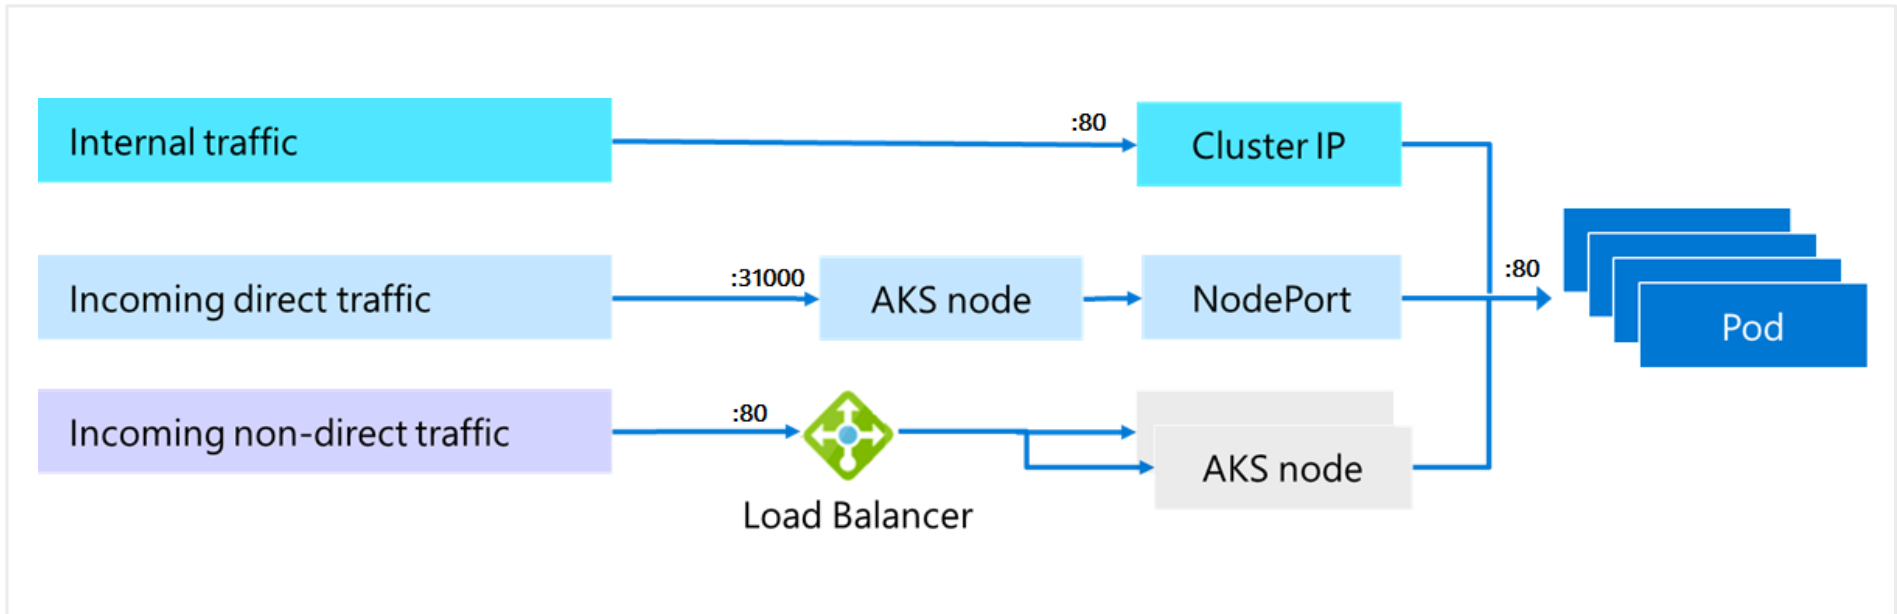 Internal traffic
:80
Cluster IP
Incoming direct traffic
:31000
AKS node
NodePort
:80
Pod
Incoming non-direct traffic
:80
Load Balancer
AKS node